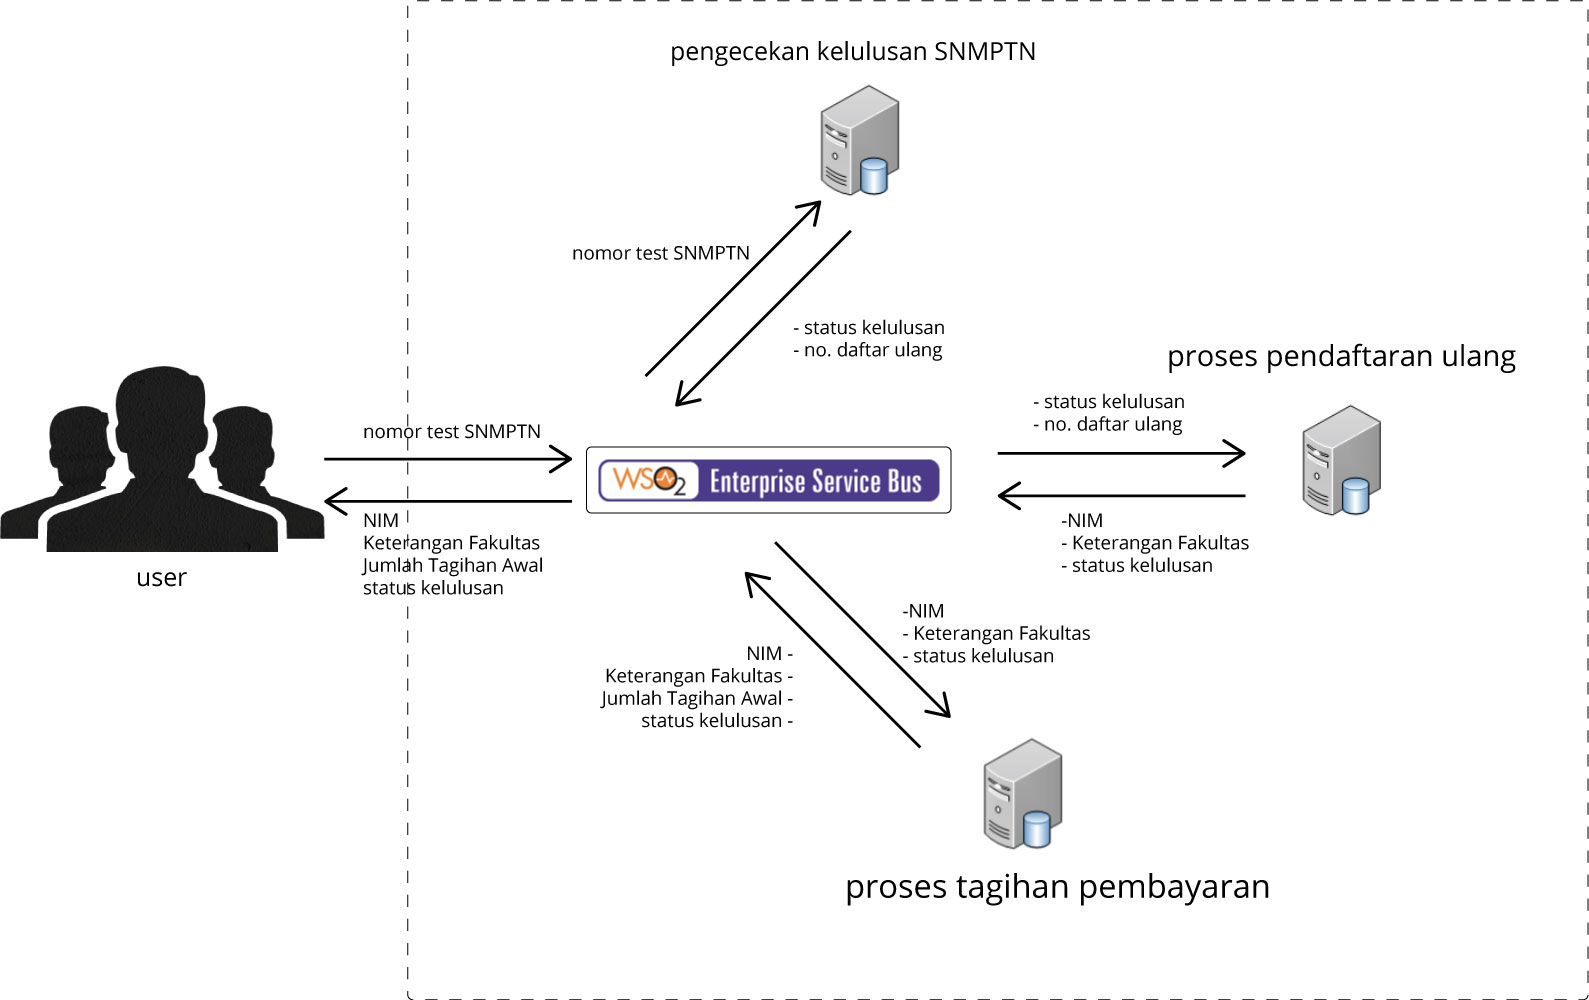 pengecekan kelulusan SNMPTN
nomor test SNMPTN
- status kelulusan
- no. daftar ulang
proses pendaftaran ulang
- status kelulusan
- no. daftar ulang
nomor test SNMPTN
WSO2 Enterprise Service Bus
NIM
Keterangan Fakultas
Jumlah Tagihan Awal
status kelulusan
user
-NIM
- Keterangan Fakultas
- status kelulusan
-NIM
- Keterangan Fakultas
- status kelulusan
NIM -
Keterangan Fakultas -
Jumlah Tagihan Awal -
status kelulusan -
proses tagihan pembayaran